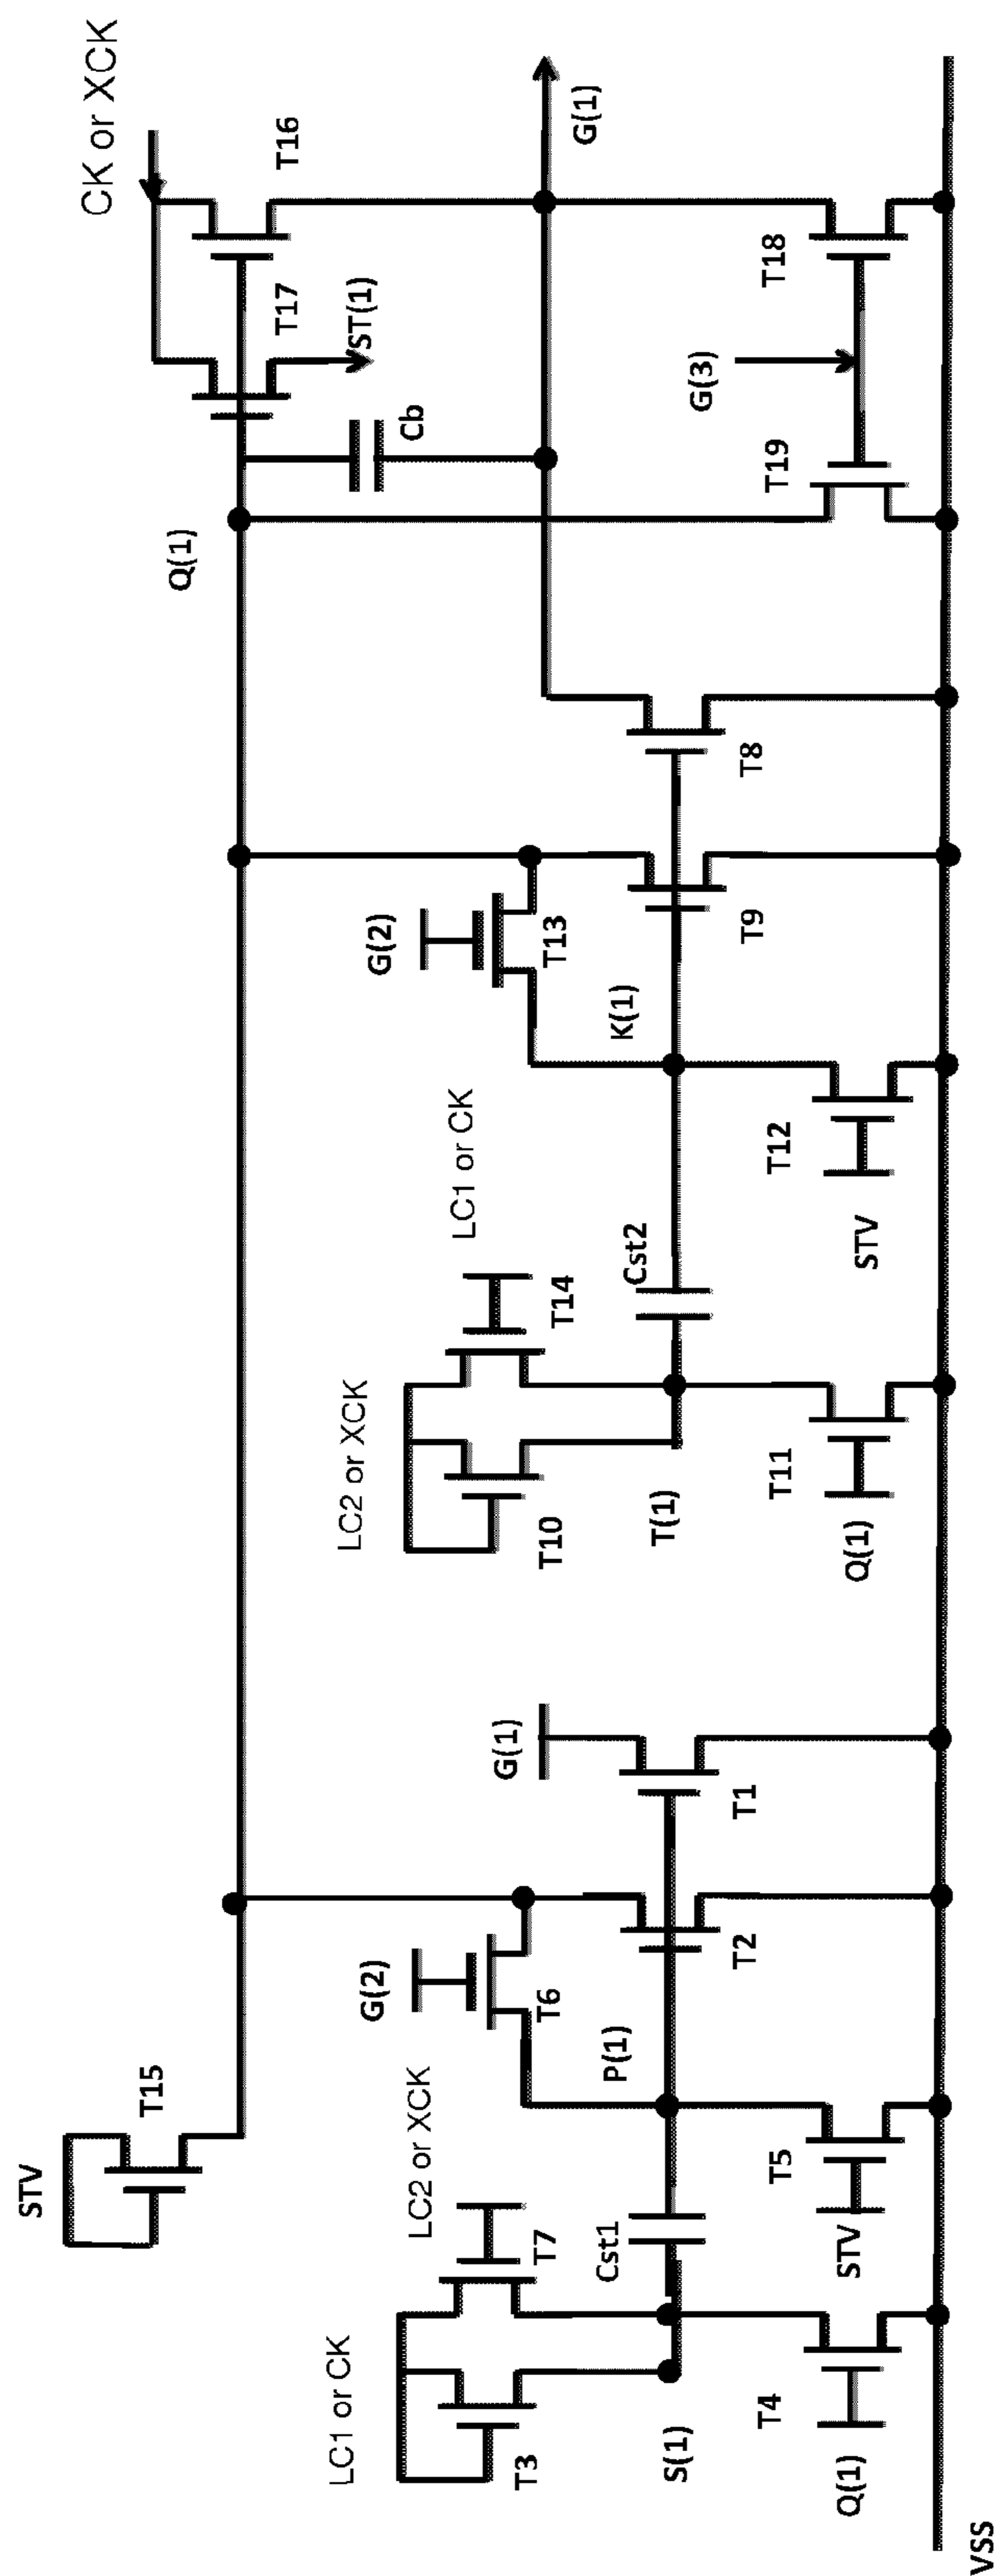 STV
T15
CK or XCK
Q(1)
T17
T16
ST(1)
Cb
G(1)
LC1 or CK
LC2 or XCK
G(2)
T3
T7
T6
LC2 or XCK
LC1 or CK
G(2)
T10
T14
T13
G(1)
S(1)
Cst1
P(1)
T2
T1
T(1)
Cst2
K(1)
T9
T8
Q(1)
T4
STV
T5
Q(1)
T11
STV
T12
T19
G(3)
T18
VSS